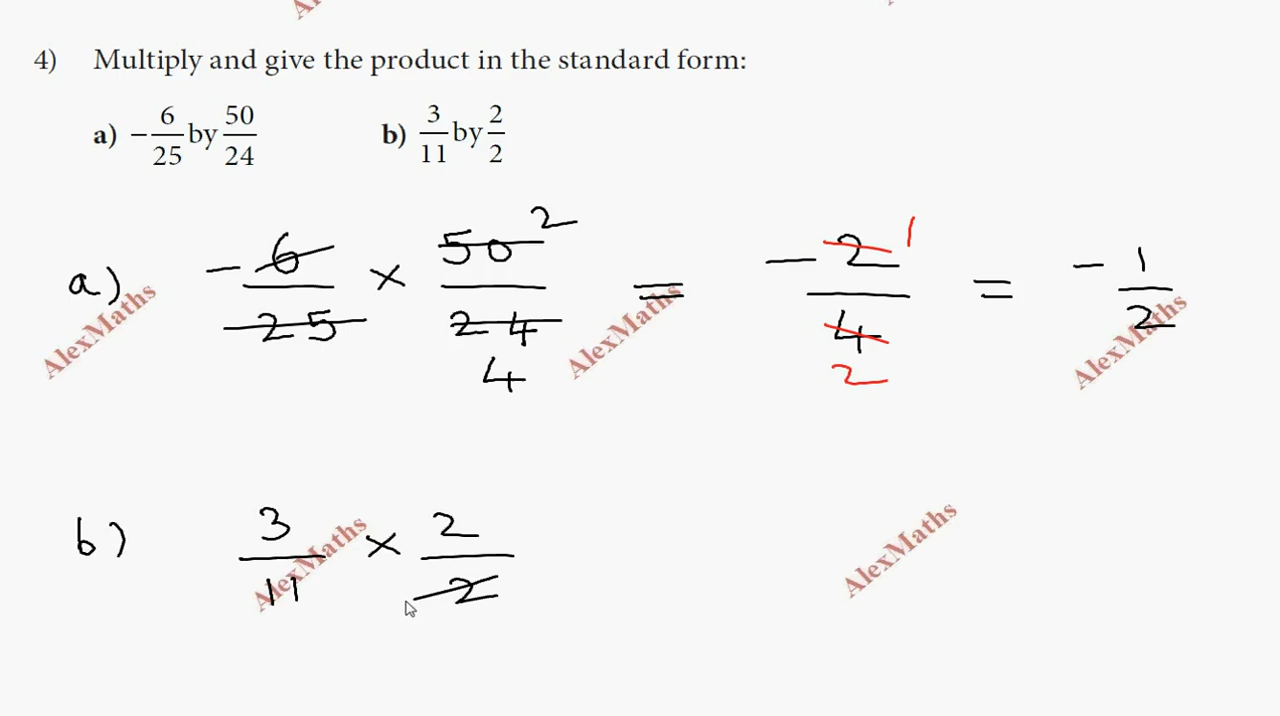 4) Multiply and give the product in the standard form:
a) -6/25 by 50/24 b) 3/11 by 2/2
a) -6/25 × 50/24 2 4 = -2/4 1 2 = -1/2
AlexMaths AlexMaths AlexMaths
b) 3/11 × 2/2
AlexMaths AlexMaths